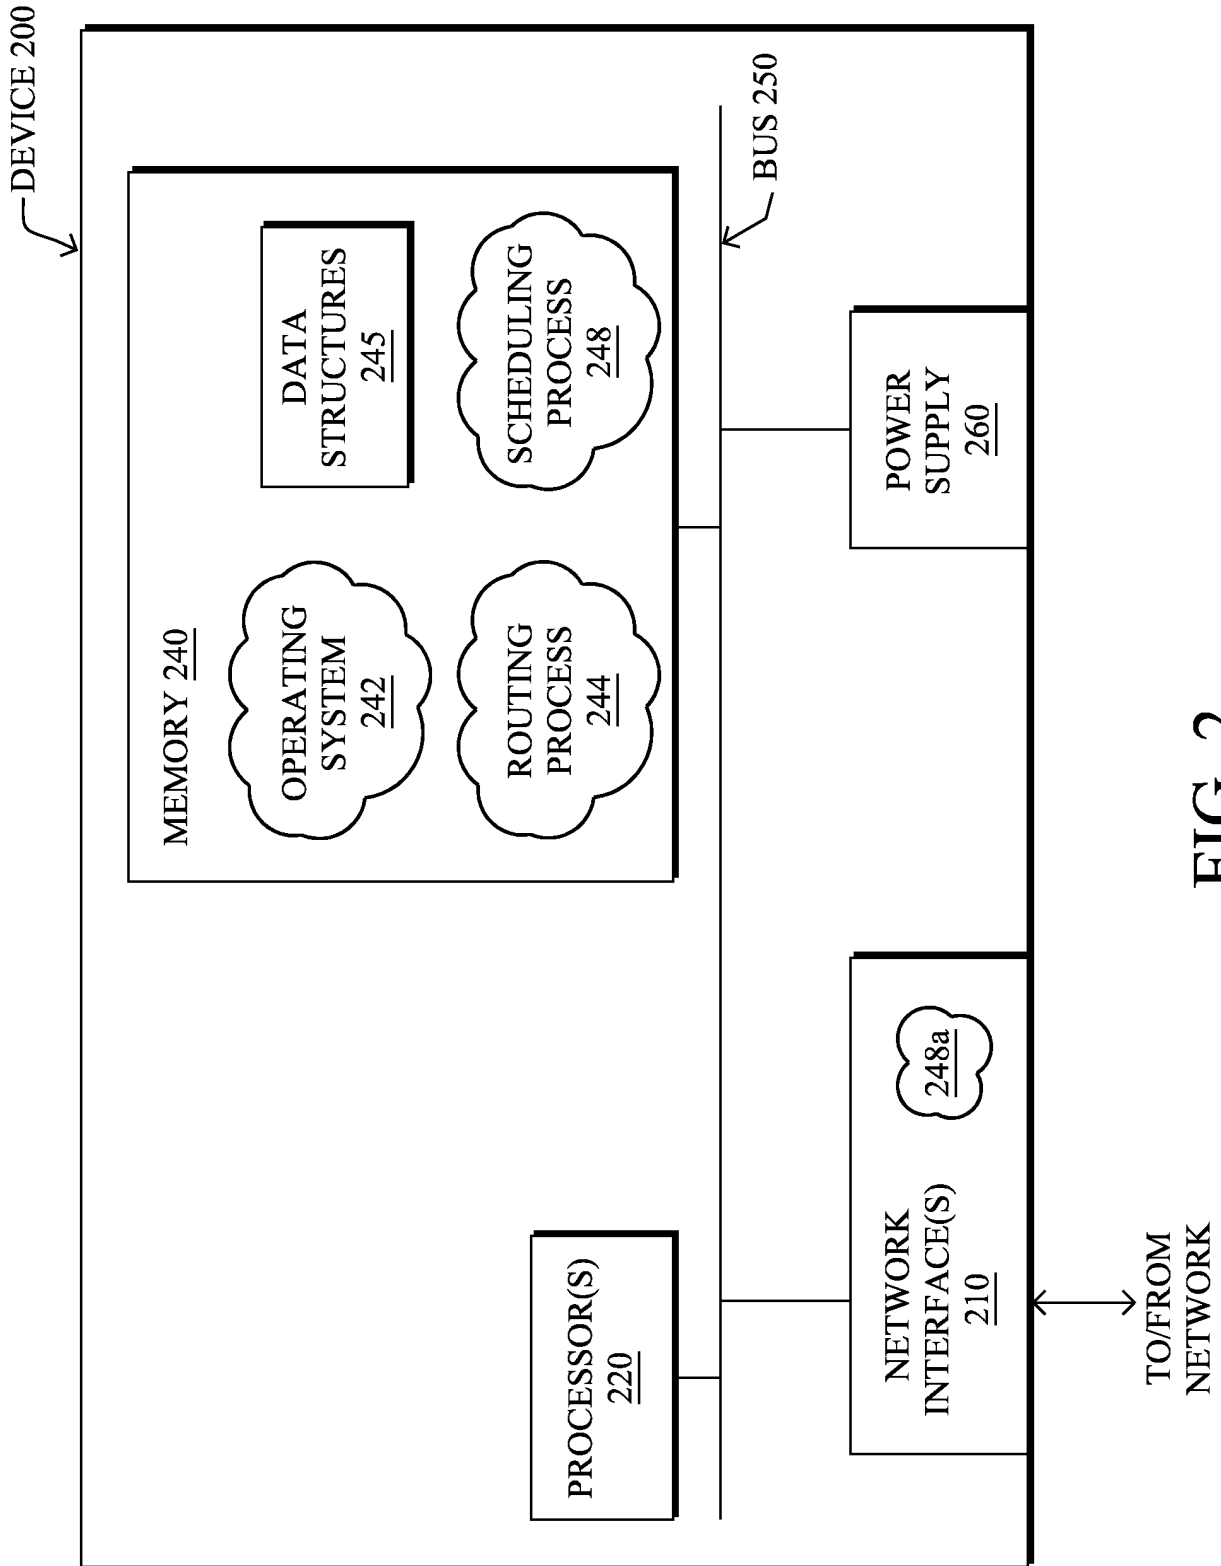 DEVICE 200
MEMORY 240
OPERATING
SYSTEM
242
DATA
STRUCTURES
245
ROUTING
PROCESS
244
SCHEDULING
PROCESS
248
PROCESSOR(S)
220
BUS 250
NETWORK
INTERFACE(S)
210
248a
POWER
SUPPLY
260
TO/FROM
NETWORK
FIG. 2